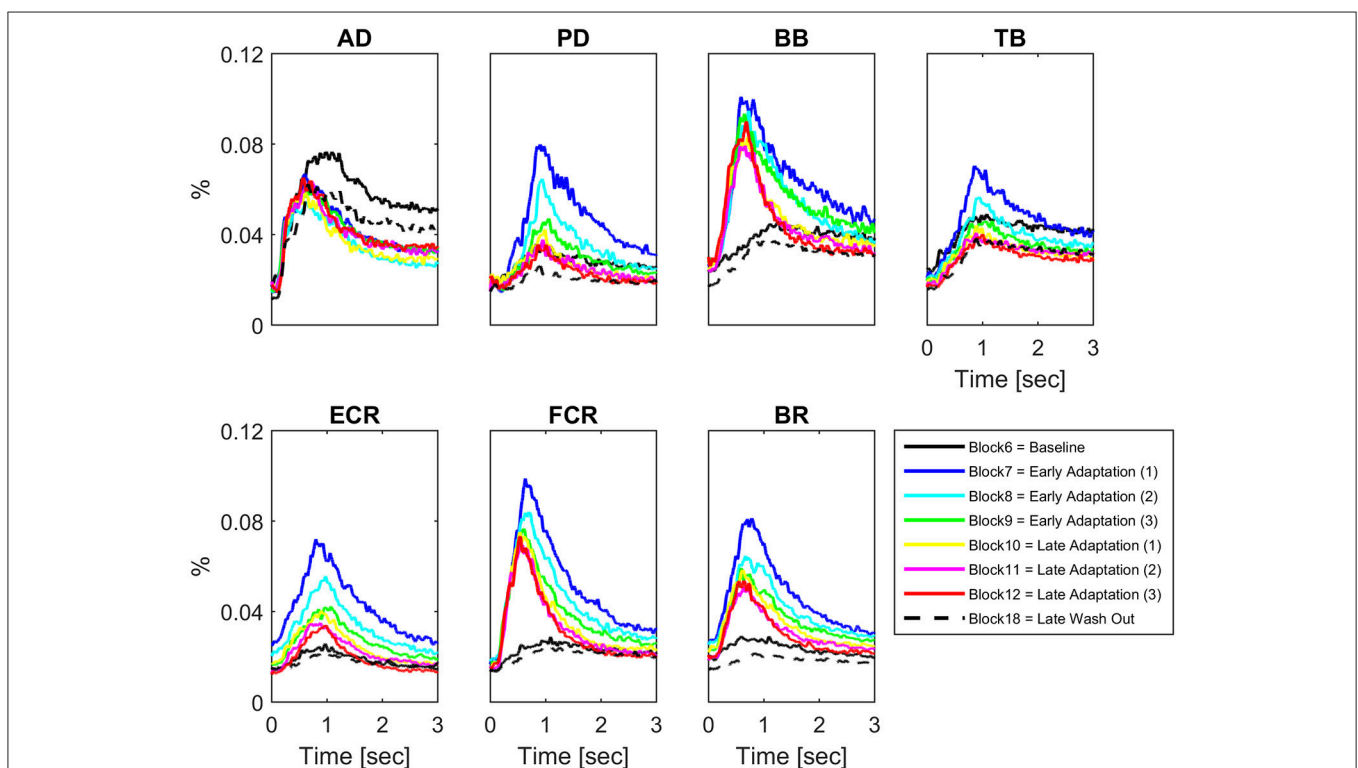 AD PD BB TB
0.12
0.08
%
0.04
0
0 1 2 3
Time [sec]
ECR FCR BR
0.12
0.08
%
0.04
0
0 1 2 3 0 1 2 3 0 1 2 3
Time [sec] Time [sec] Time [sec]
Block6 = Baseline
Block7 = Early Adaptation (1)
Block8 = Early Adaptation (2)
Block9 = Early Adaptation (3)
Block10 = Late Adaptation (1)
Block11 = Late Adaptation (2)
Block12 = Late Adaptation (3)
Block18 = Late Wash Out